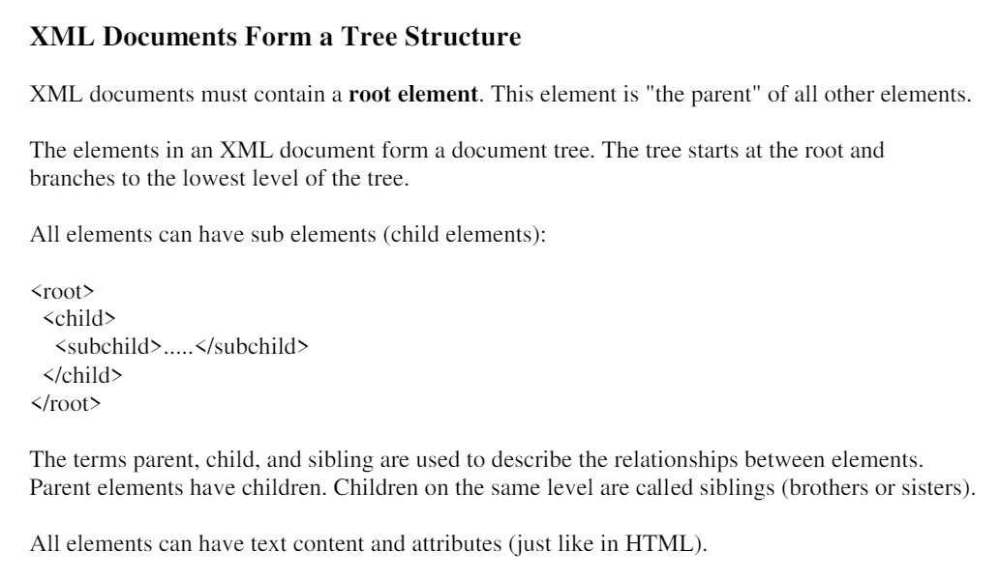 XML Documents Form a Tree Structure
XML documents must contain a root element. This element is "the parent" of all other elements.
The elements in an XML document form a document tree. The tree starts at the root and
branches to the lowest level of the tree.
All elements can have sub elements (child elements):
<root>
<child>
<subchild>.....</subchild>
</child>
</root>
The terms parent, child, and sibling are used to describe the relationships between elements.
Parent elements have children. Children on the same level are called siblings (brothers or sisters).
All elements can have text content and attributes (just like in HTML).